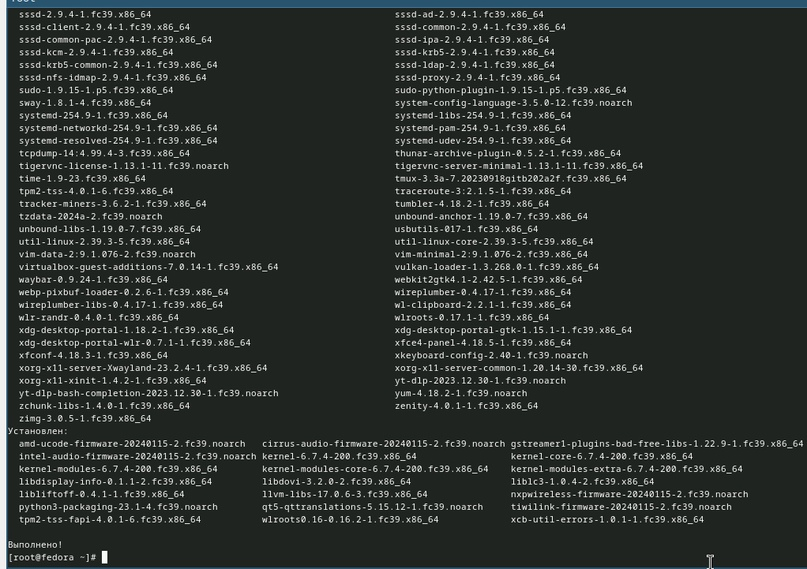 sssd-2.9.4-1.fc39.x86_64 sssd-ad-2.9.4-1.fc39.x86_64
sssd-client-2.9.4-1.fc39.x86_64 sssd-common-2.9.4-1.fc39.x86_64
sssd-common-pac-2.9.4-1.fc39.x86_64 sssd-ipa-2.9.4-1.fc39.x86_64
sssd-kcm-2.9.4-1.fc39.x86_64 sssd-krb5-2.9.4-1.fc39.x86_64
sssd-krb5-common-2.9.4-1.fc39.x86_64 sssd-ldap-2.9.4-1.fc39.x86_64
sssd-nfs-idmap-2.9.4-1.fc39.x86_64 sssd-proxy-2.9.4-1.fc39.x86_64
sudo-1.9.15-1.p5.fc39.x86_64 sudo-python-plugin-1.9.15-1.p5.fc39.x86_64
sway-1.8.1-4.fc39.x86_64 system-config-language-3.5.0-12.fc39.noarch
systemd-254.9-1.fc39.x86_64 systemd-libs-254.9-1.fc39.x86_64
systemd-networkd-254.9-1.fc39.x86_64 systemd-pam-254.9-1.fc39.x86_64
systemd-resolved-254.9-1.fc39.x86_64 systemd-udev-254.9-1.fc39.x86_64
tcpdump-14:4.99.4-3.fc39.x86_64 thunar-archive-plugin-0.5.2-1.fc39.x86_64
tigervnc-license-1.13.1-11.fc39.noarch tigervnc-server-minimal-1.13.1-11.fc39.x86_64
time-1.9-23.fc39.x86_64 tmux-3.3a-7.20230918gitb202a2f.fc39.x86_64
tpm2-tss-4.0.1-6.fc39.x86_64 traceroute-3:2.1.5-1.fc39.x86_64
tracker-miners-3.6.2-1.fc39.x86_64 tumbler-4.18.2-1.fc39.x86_64
tzdata-2024a-2.fc39.noarch unbound-anchor-1.19.0-7.fc39.x86_64
unbound-libs-1.19.0-7.fc39.x86_64 usbutils-017-1.fc39.x86_64
util-linux-2.39.3-5.fc39.x86_64 util-linux-core-2.39.3-5.fc39.x86_64
vim-data-2:9.1.076-2.fc39.noarch vim-minimal-2:9.1.076-2.fc39.x86_64
virtualbox-guest-additions-7.0.14-1.fc39.x86_64 vulkan-loader-1.3.268.0-1.fc39.x86_64
waybar-0.9.24-1.fc39.x86_64 webkit2gtk4.1-2.42.5-1.fc39.x86_64
webp-pixbuf-loader-0.2.6-1.fc39.x86_64 wireplumber-0.4.17-1.fc39.x86_64
wireplumber-libs-0.4.17-1.fc39.x86_64 wl-clipboard-2.2.1-1.fc39.x86_64
wlr-randr-0.4.0-1.fc39.x86_64 wlroots-0.17.1-1.fc39.x86_64
xdg-desktop-portal-1.18.2-1.fc39.x86_64 xdg-desktop-portal-gtk-1.15.1-1.fc39.x86_64
xdg-desktop-portal-wlr-0.7.1-1.fc39.x86_64 xfce4-panel-4.18.5-1.fc39.x86_64
xfconf-4.18.3-1.fc39.x86_64 xkeyboard-config-2.40-1.fc39.noarch
xorg-x11-server-Xwayland-23.2.4-1.fc39.x86_64 xorg-x11-server-common-1.20.14-30.fc39.x86_64
xorg-x11-xinit-1.4.2-1.fc39.x86_64 yt-dlp-2023.12.30-1.fc39.noarch
yt-dlp-bash-completion-2023.12.30-1.fc39.noarch yum-4.18.2-1.fc39.noarch
zchunk-libs-1.4.0-1.fc39.x86_64 zenity-4.0.1-1.fc39.x86_64
zimg-3.0.5-1.fc39.x86_64
Установлен:
amd-ucode-firmware-20240115-2.fc39.noarch cirrus-audio-firmware-20240115-2.fc39.noarch gstreamer1-plugins-bad-free-libs-1.22.9-1.fc39.x86_64
intel-audio-firmware-20240115-2.fc39.noarch kernel-6.7.4-200.fc39.x86_64 kernel-core-6.7.4-200.fc39.x86_64
kernel-modules-6.7.4-200.fc39.x86_64 kernel-modules-core-6.7.4-200.fc39.x86_64 kernel-modules-extra-6.7.4-200.fc39.x86_64
libdisplay-info-0.1.1-2.fc39.x86_64 libdovi-3.2.0-2.fc39.x86_64 liblc3-1.0.4-2.fc39.x86_64
libliftoff-0.4.1-1.fc39.x86_64 llvm-libs-17.0.6-3.fc39.x86_64 nxpwireless-firmware-20240115-2.fc39.noarch
python3-packaging-23.1-4.fc39.noarch qt5-qttranslations-5.15.12-1.fc39.noarch tiwilink-firmware-20240115-2.fc39.noarch
tpm2-tss-fapi-4.0.1-6.fc39.x86_64 wlroots0.16-0.16.2-1.fc39.x86_64 xcb-util-errors-1.0.1-1.fc39.x86_64
Выполнено!
[root@fedora ~]#